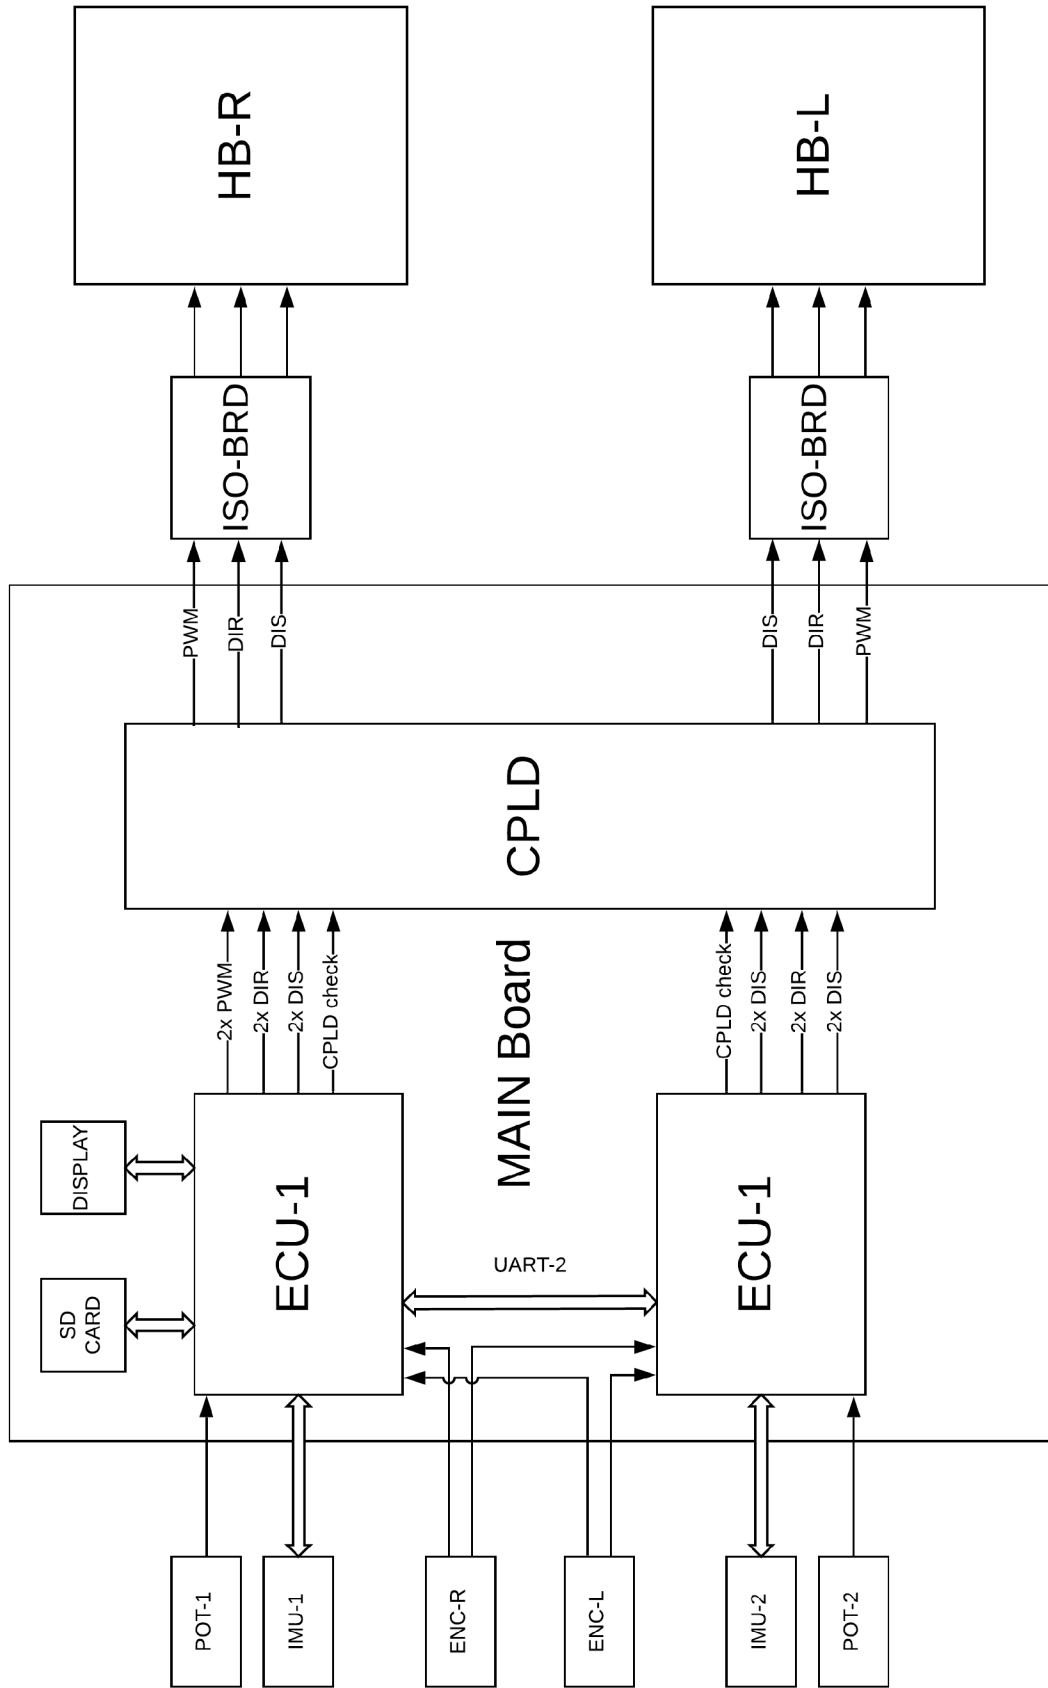 HB-R
HB-L
ISO-BRD
ISO-BRD
PWM
DIR
DIS
DIS
DIR
PWM
CPLD
2x PWM
2x DIR
2x DIS
CPLD check
MAIN Board
CPLD check
2x DIS
2x DIR
2x DIS
DISPLAY
SD
CARD
ECU-1
UART-2
ECU-1
POT-1
IMU-1
ENC-R
ENC-L
IMU-2
POT-2